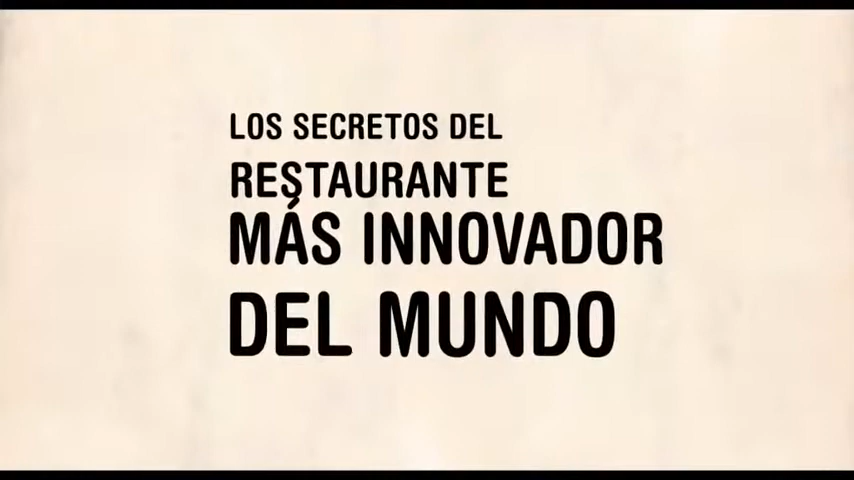 LOS SECRETOS DEL
RESTAURANTE
MÁS INNOVADOR
DEL MUNDO